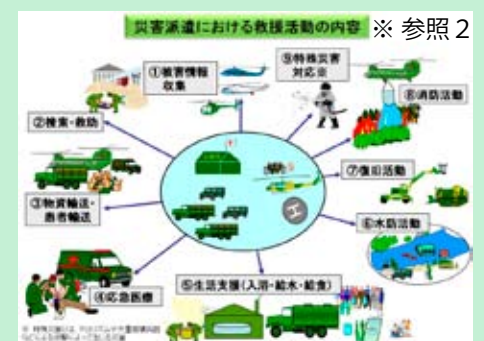 災害派遣における救援活動の内容
※ 参照2
①被害情報
収集
②捜索・救助
③物資輸送・
患者輸送
④応急医療
⑤生活支援(入浴・給水・給食)
⑥水防活動
⑦復旧活動
⑧消防活動
⑨特殊災害
対応※
H